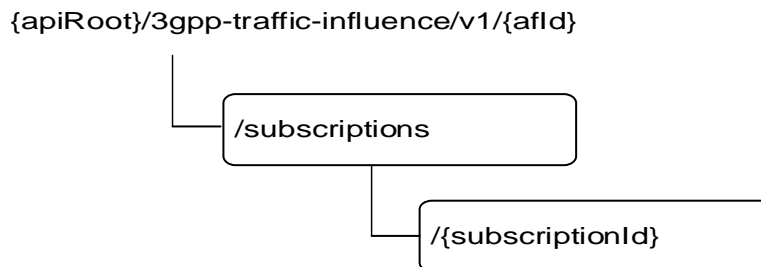 {apiRoot}/3gpp-traffic-influence/v1/{afId}
/subscriptions
/{subscriptionId}